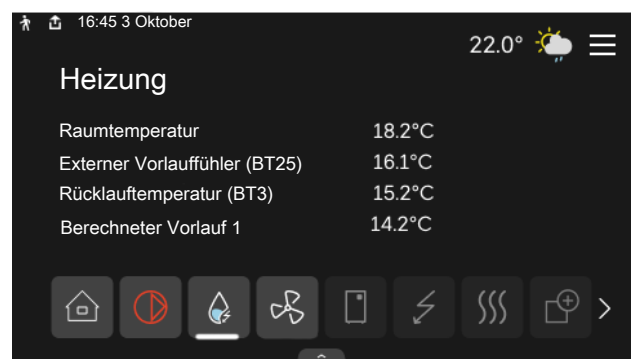 16:45 3 Oktober
22.0°
Heizung
Raumtemperatur 18.2°C
Externer Vorlauffühler (BT25) 16.1°C
Rücklauftemperatur (BT3) 15.2°C
Berechneter Vorlauf 1 14.2°C